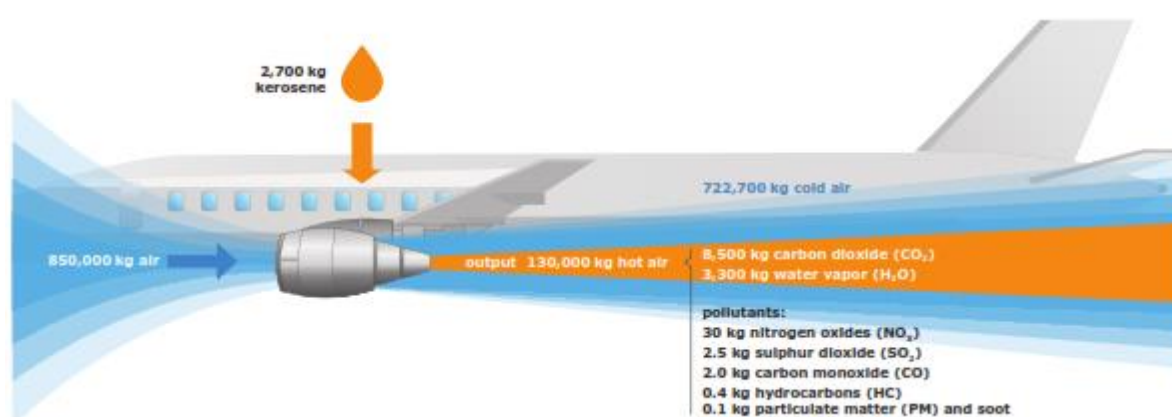 2,700 kg
kerosene
722,700 kg cold air
850,000 kg air
output 130,000 kg hot air
8,500 kg carbon dioxide (CO₂)
3,300 kg water vapor (H₂O)
pollutants:
30 kg nitrogen oxides (NOₓ)
2.5 kg sulphur dioxide (SO₂)
2.0 kg carbon monoxide (CO)
0.4 kg hydrocarbons (HC)
0.1 kg particulate matter (PM) and soot